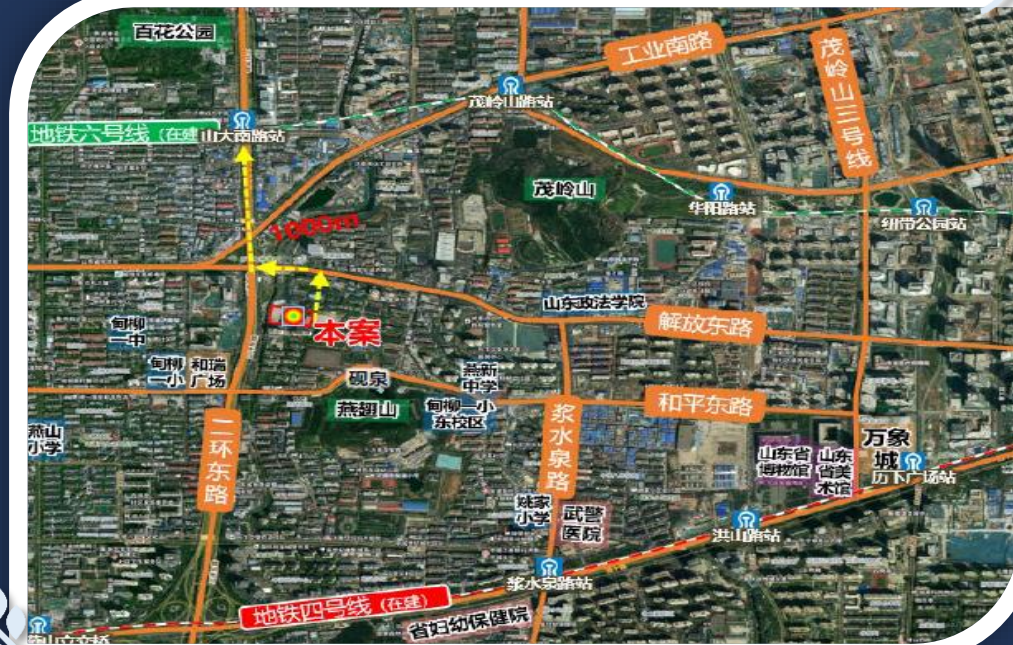 百花公园
工业南路
茂岭山三号线
茂岭山路站
地铁六号线（在建
山大南路站
茂岭山
华阳路站
纽带公园站
1000m
山东政法学院
本案
解放东路
甸柳
一中
甸柳
一小
和瑞
广场
砚泉
燕新
中学
燕翅山
甸柳一小
东校区
和平东路
燕山
小学
二环东路
浆水泉路
山东省
博物馆
山东
省美
术馆
万象
城
历下广场站
姚家
小学
武警
医院
洪山路站
浆水泉路站
地铁四号线（在建）
省妇幼保健院
燕山立交桥